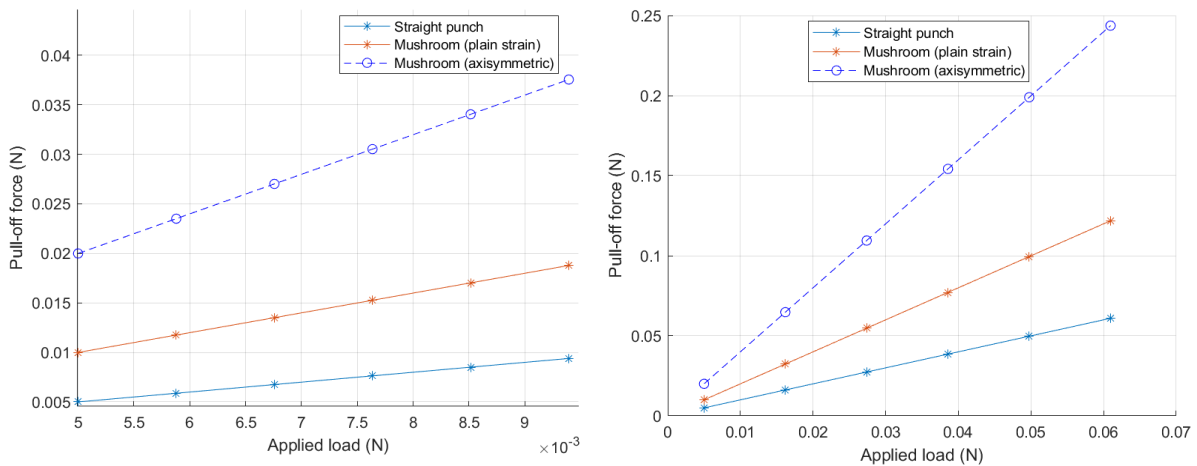 Straight punch
Mushroom (plain strain)
Mushroom (axisymmetric)
0.04
0.035
0.03
0.025
0.02
0.015
0.01
0.005
Pull-off force (N)
5 5.5 6 6.5 7 7.5 8 8.5 9
×10⁻³
Applied load (N)
Straight punch
Mushroom (plain strain)
Mushroom (axisymmetric)
0.25
0.2
0.15
0.1
0.05
0
Pull-off force (N)
0 0.01 0.02 0.03 0.04 0.05 0.06 0.07
Applied load (N)